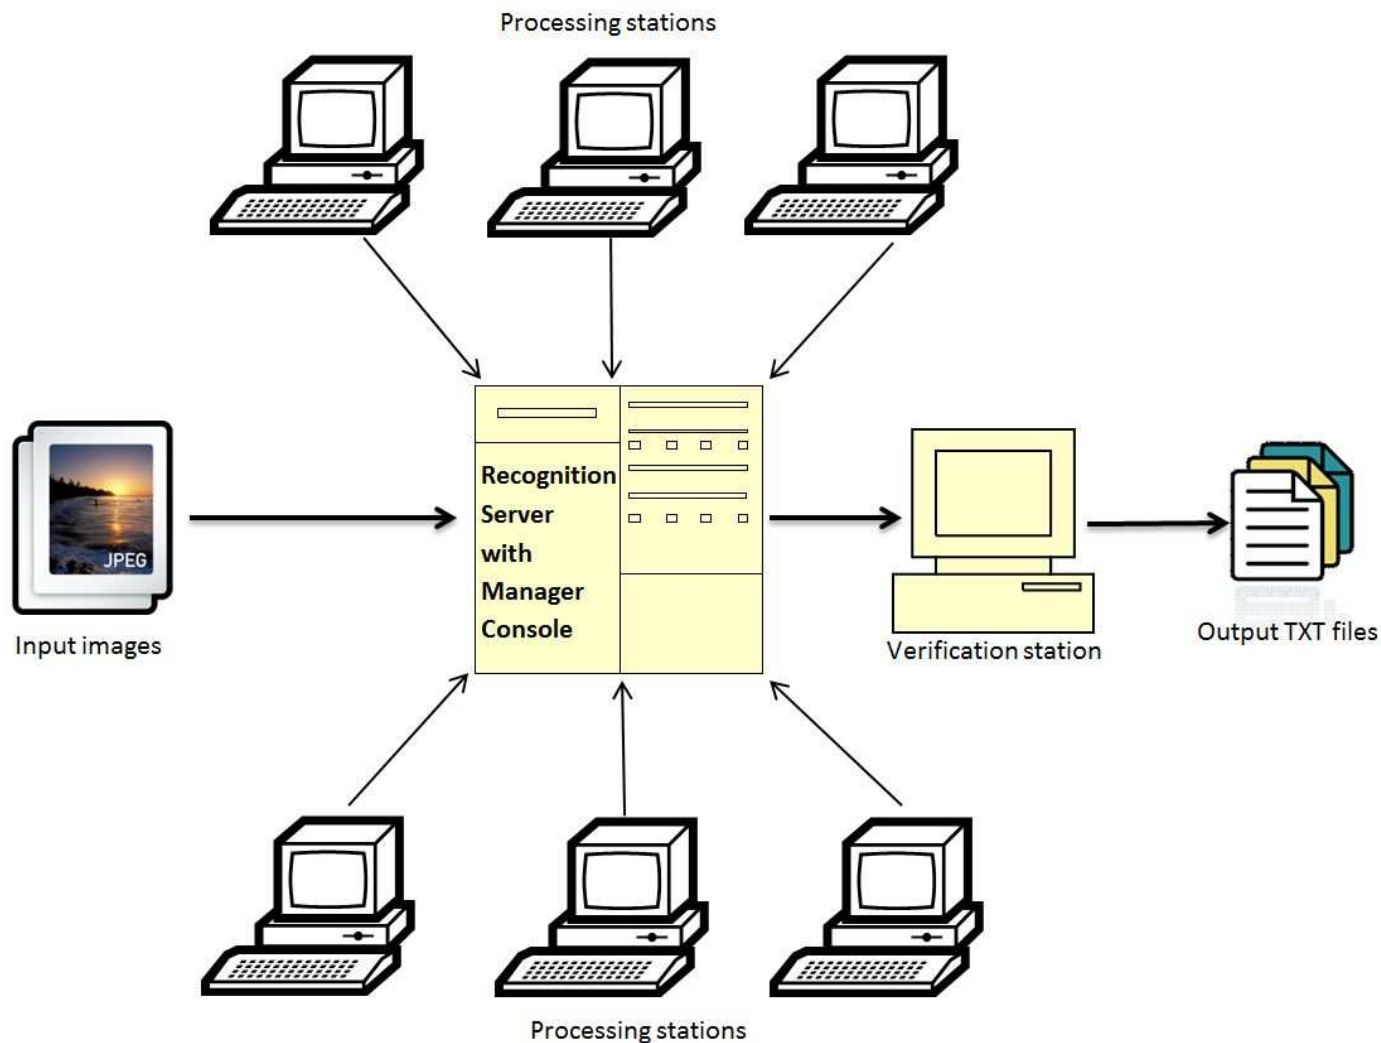 Processing stations
JPEG
Input images
Recognition
Server
with
Manager
Console
Verification station
Output TXT files
Processing stations